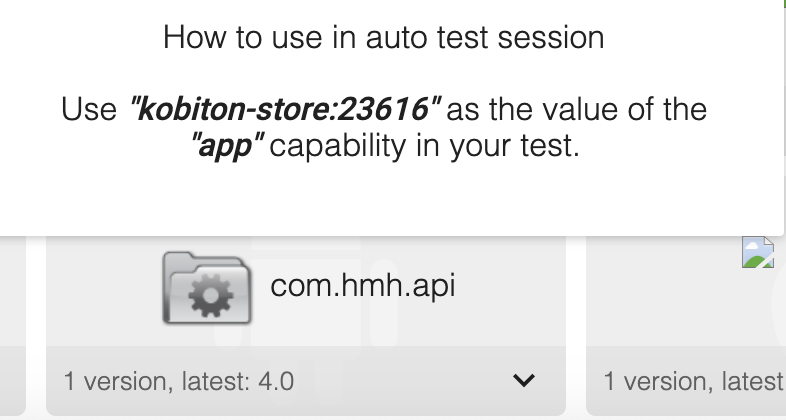 How to use in auto test session
Use "kobiton-store:23616" as the value of the
"app" capability in your test.
com.hmh.api
1 version, latest: 4.0
1 version, latest